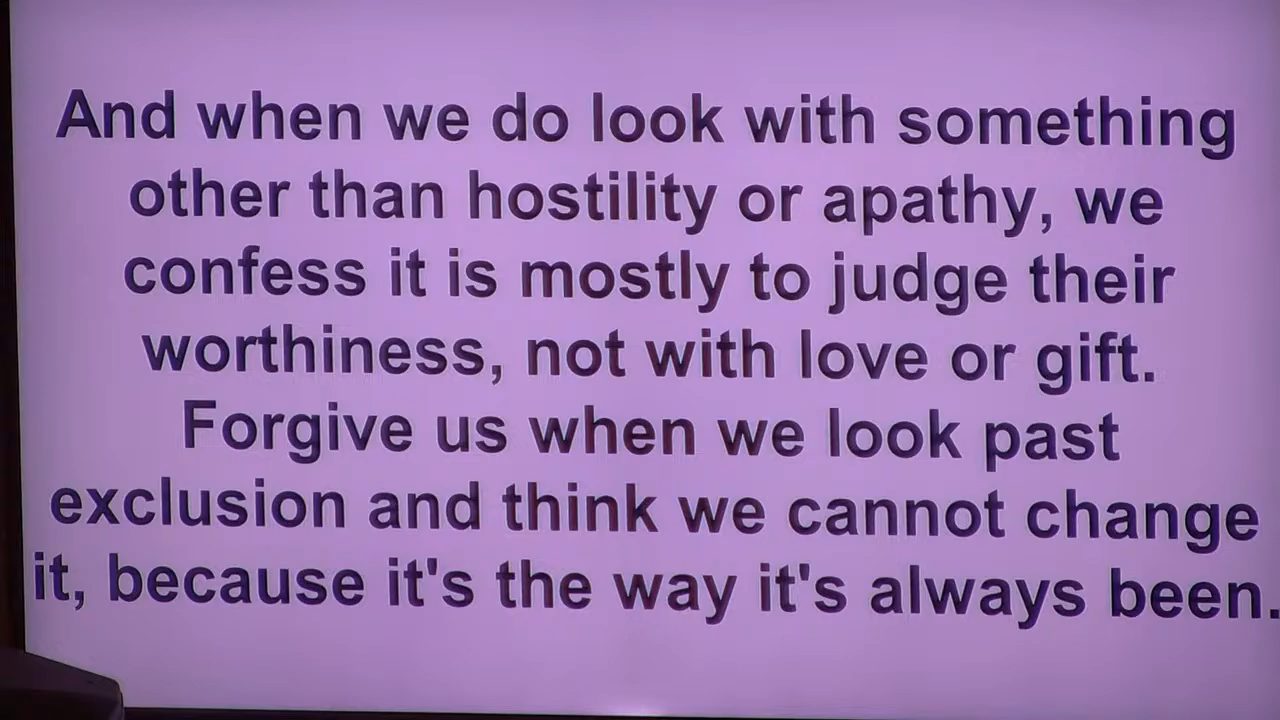 And when we do look with something
other than hostility or apathy, we
confess it is mostly to judge their
worthiness, not with love or gift.
Forgive us when we look past
exclusion and think we cannot change
it, because it's the way it's always been.